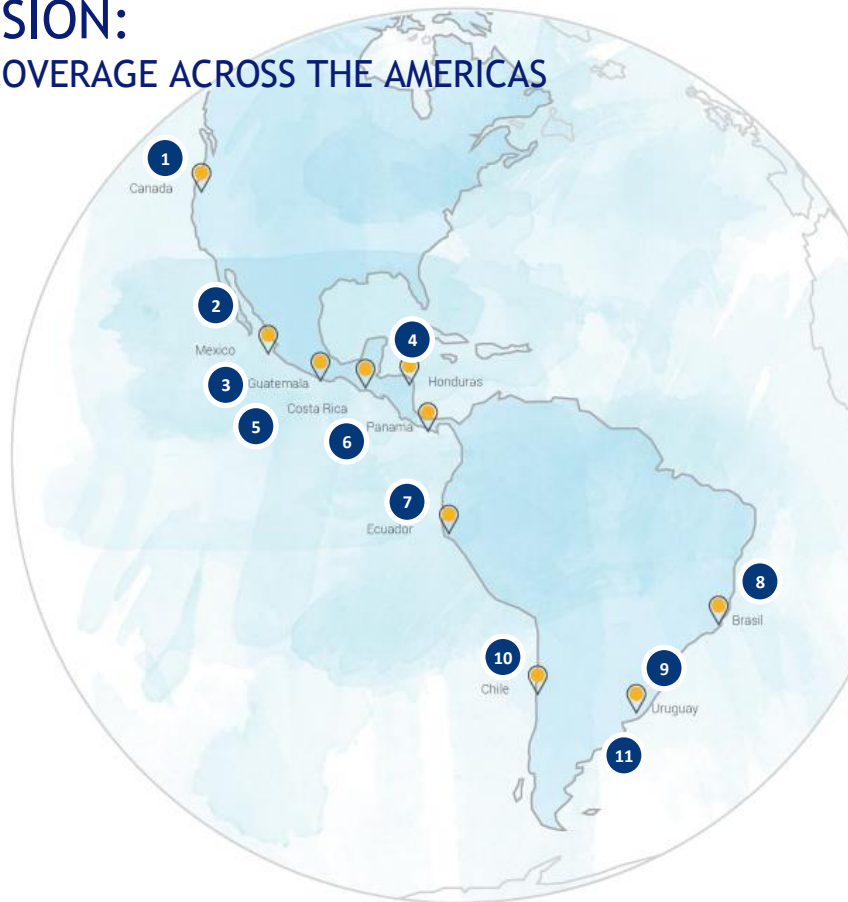 SION:
OVERAGE ACROSS THE AMERICAS
1
Canada
2
Mexico
4
3
Guatemala
Honduras
Costa Rica
5
6
Panama
7
Ecuador
8
Brasil
10
Chile
9
Uruguay
11